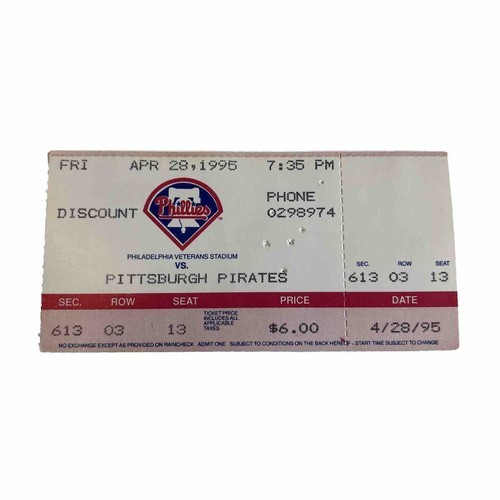 FRI APR 28,1995 7:35 PM
DISCOUNT Phillies PHONE
0298974
PHILADELPHIA VETERANS STADIUM
VS.
PITTSBURGH PIRATES
ROW SEAT
613 03 13
SEC. ROW SEAT PRICE DATE
613 03 13 TICKET PRICE
INCLUDES ALL
APPLICABLE
TAXES. $6.00 4/28/95
NO EXCHANGE EXCEPT AS PROVIDED ON RAINCHECK ADMIT ONE SUBJECT TO CONDITIONS ON THE BACK HEREOF - START TIME SUBJECT TO CHANGE